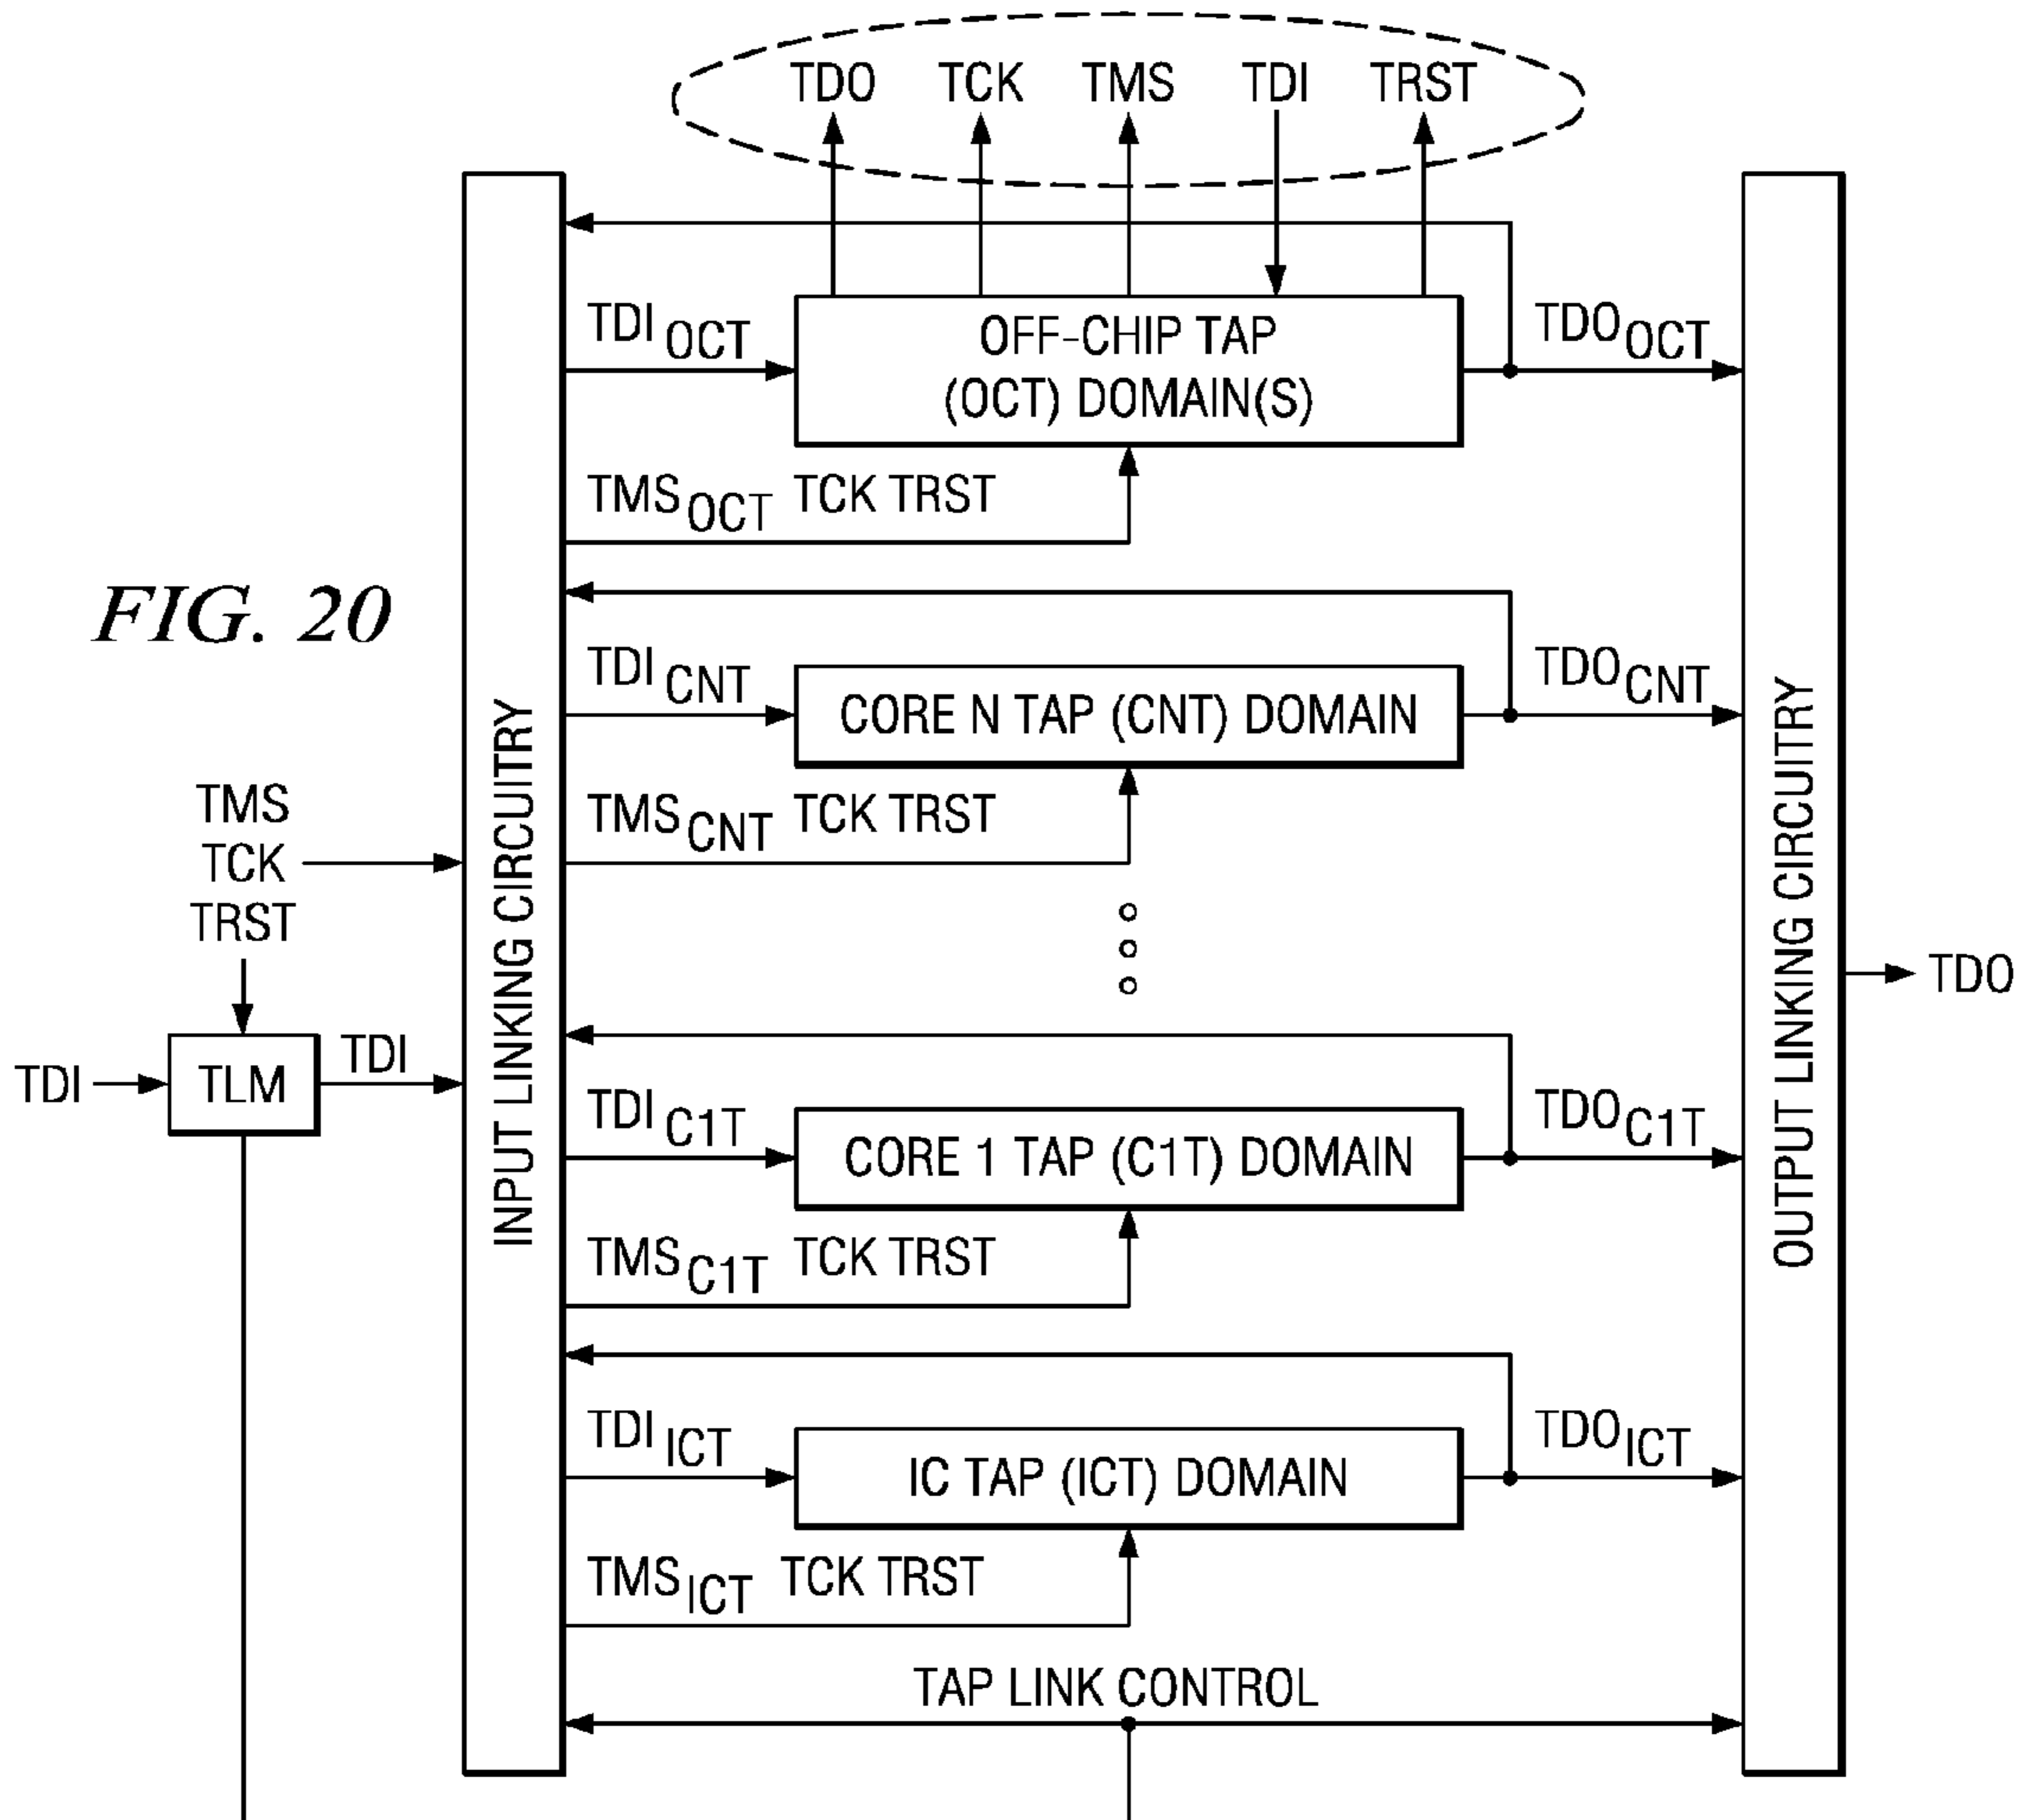 TDO TCK TMS TDI TRST
TDI OCT
OFF-CHIP TAP
(OCT) DOMAIN(S)
TDO OCT
TMS OCT TCK TRST
FIG. 20
TDI CNT
CORE N TAP (CNT) DOMAIN
TDO CNT
TMS CNT TCK TRST
TMS
TCK
TRST
INPUT LINKING CIRCUITRY
OUTPUT LINKING CIRCUITRY
TDO
TDI
TLM
TDI
TDI C1T
CORE 1 TAP (C1T) DOMAIN
TDO C1T
TMS C1T TCK TRST
TDI ICT
IC TAP (ICT) DOMAIN
TDO ICT
TMS ICT TCK TRST
TAP LINK CONTROL